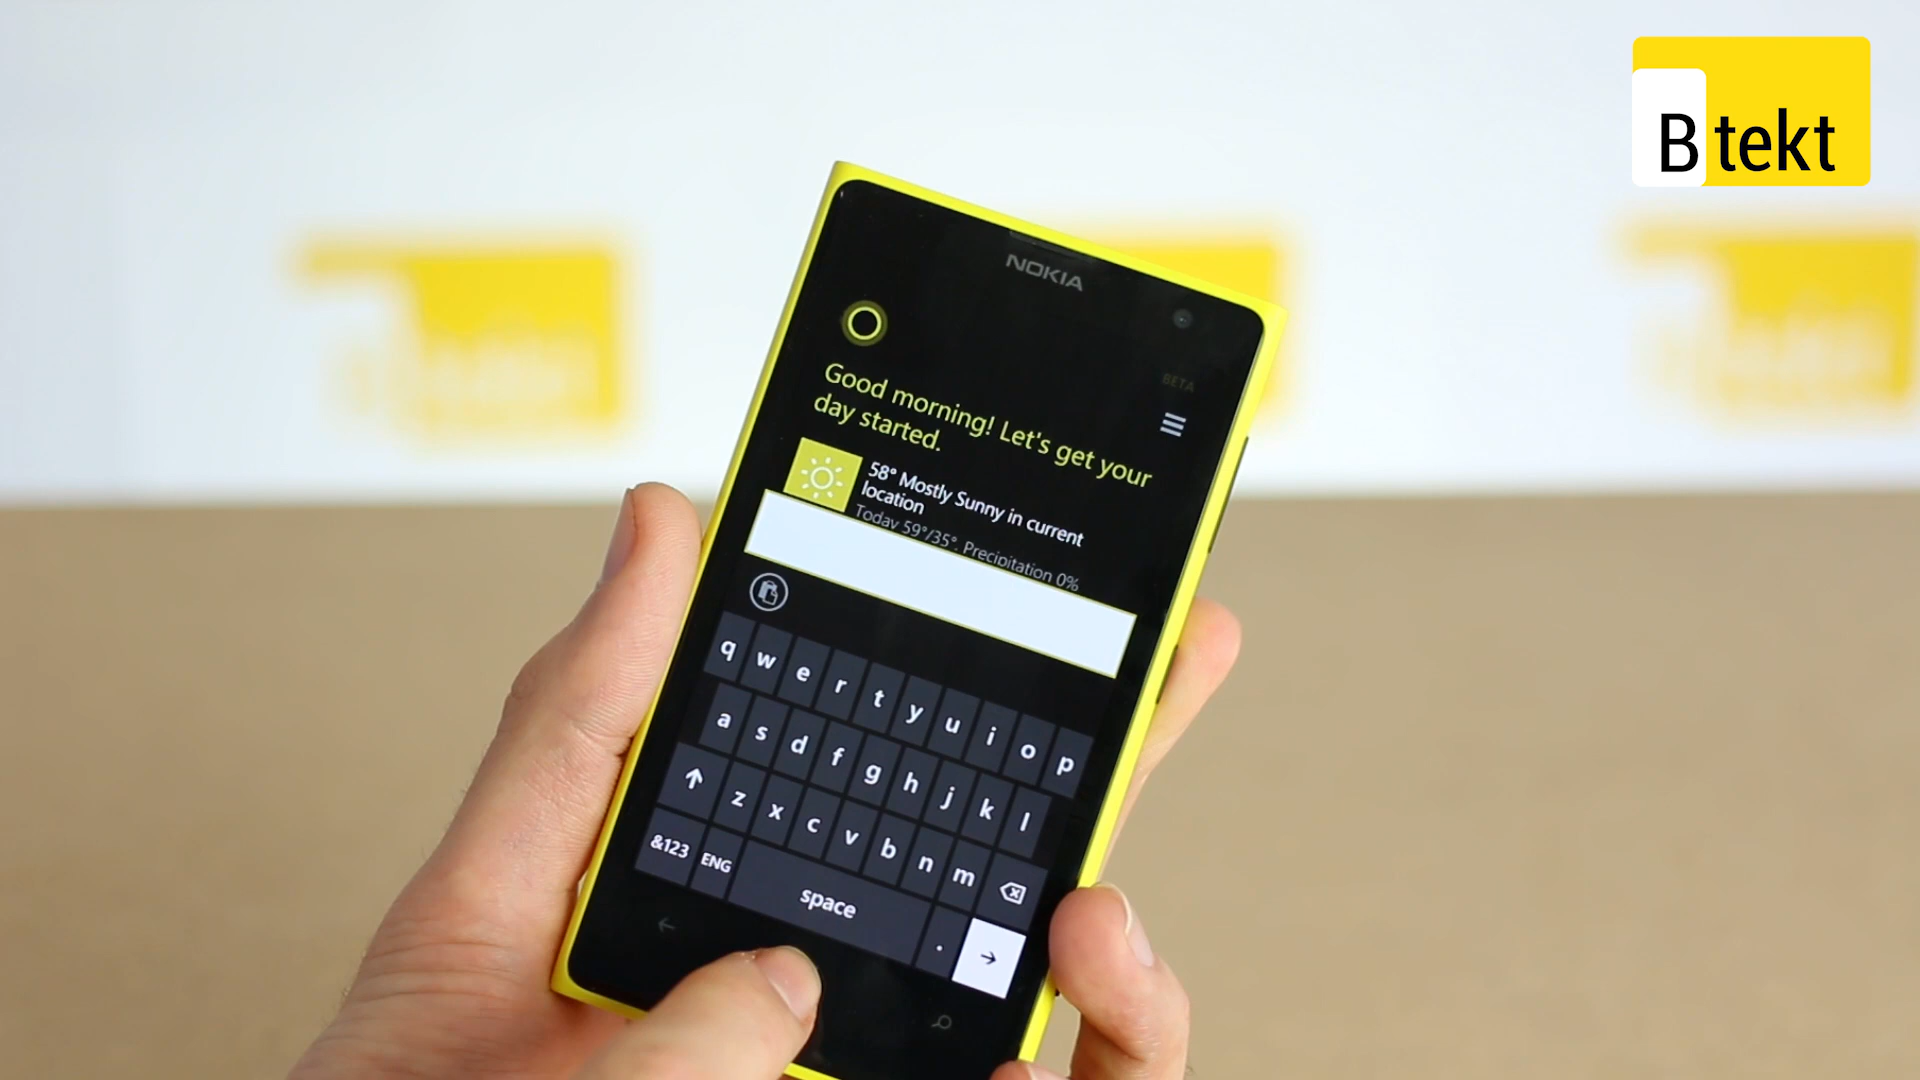 B tekt
NOKIA
BETA
Good morning! Let's get your
day started.
58° Mostly Sunny in current
location
Today 59°/35°. Precipitation 0%
q w e r t y u i o p
a s d f g h j k l
z x c v b n m
&123 ENG space .